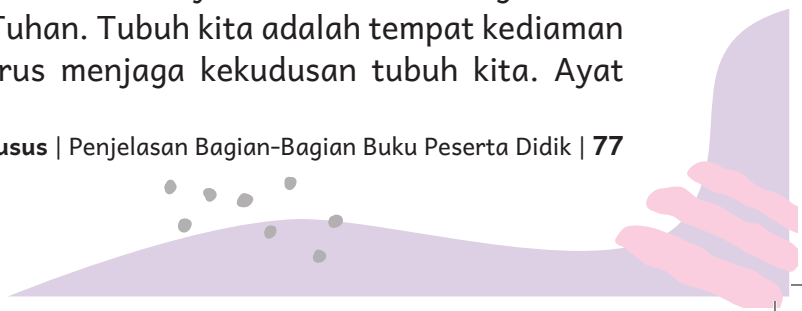 Tuhan. Tubuh kita adalah tempat kediaman
rus menjaga kekudusan tubuh kita. Ayat
usus | Penjelasan Bagian-Bagian Buku Peserta Didik | 77